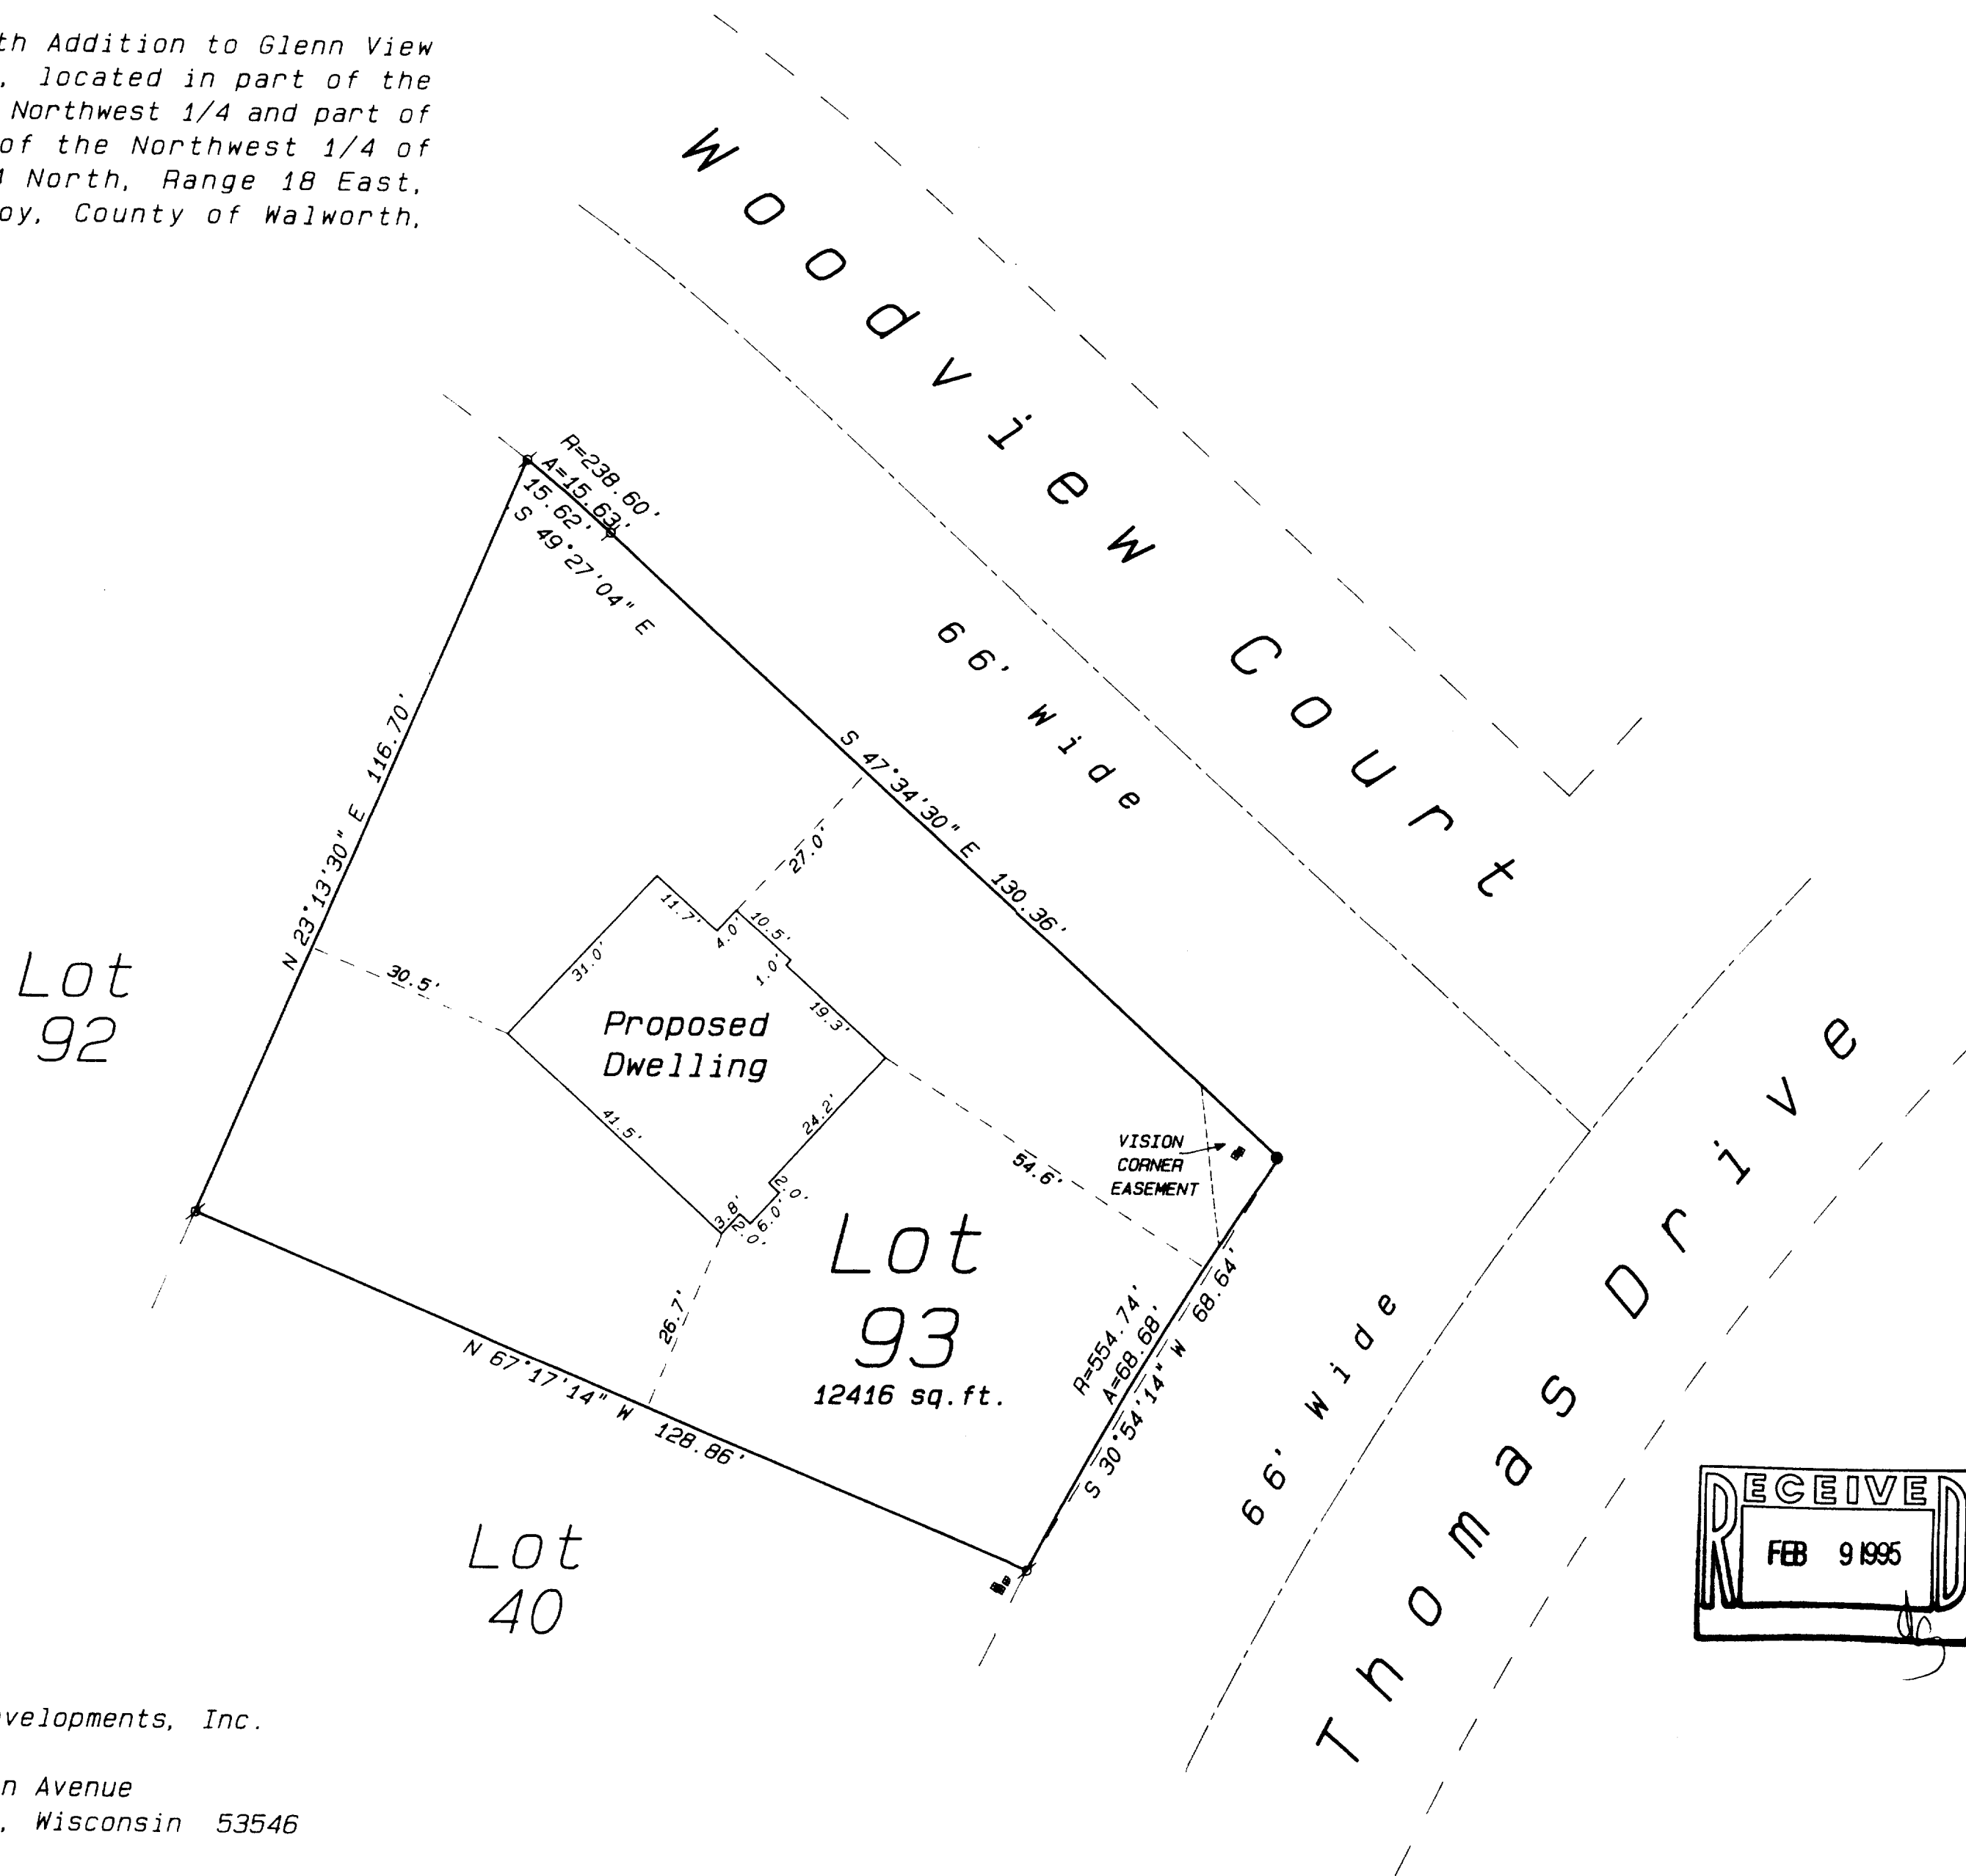 th Addition to Glenn View
, located in part of the
Northwest 1/4 and part of
of the Northwest 1/4 of
North, Range 18 East,
oy, County of Walworth,
Woodview Court
66' Wide
R=238.60'
A=15.63'
15.62'
S 49°27'04" E
N 23°13'30" E 116.70'
S 47°34'30" E 130.36'
27.0'
11.7'
4.0'
10.5'
1.0'
31.0'
19.3'
30.5'
Proposed
Dwelling
Lot
92
41.5'
24.2'
2.0'
6.0'
2.0'
3.8'
54.6'
VISION
CORNER
EASEMENT
Lot
93
12416 sq.ft.
26.7'
R=554.74'
A=68.68'
S 30°54'14" W 68.64'
N 67°17'14" W 128.86'
Thomas Drive
66' Wide
Lot
40
RECEIVED
FEB 9 1995
velopments, Inc.
n Avenue
, Wisconsin 53546